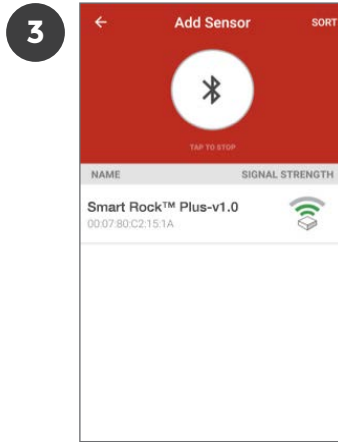 3
Add Sensor SORT
TAP TO STOP
NAME SIGNAL STRENGTH
Smart Rock™ Plus-v1.0
00:07:80:C2:15:1A